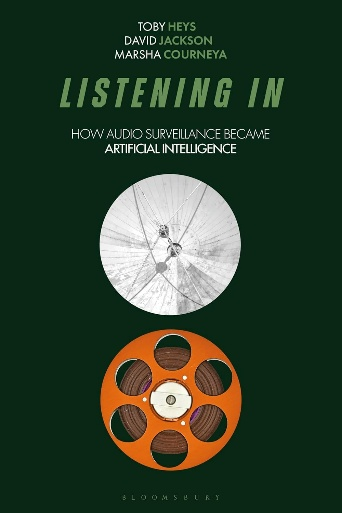 TOBY HEYS
DAVID JACKSON
MARSHA COURNEYA
LISTENING IN
HOW AUDIO SURVEILLANCE BECAME
ARTIFICIAL INTELLIGENCE
BLOOMSBURY